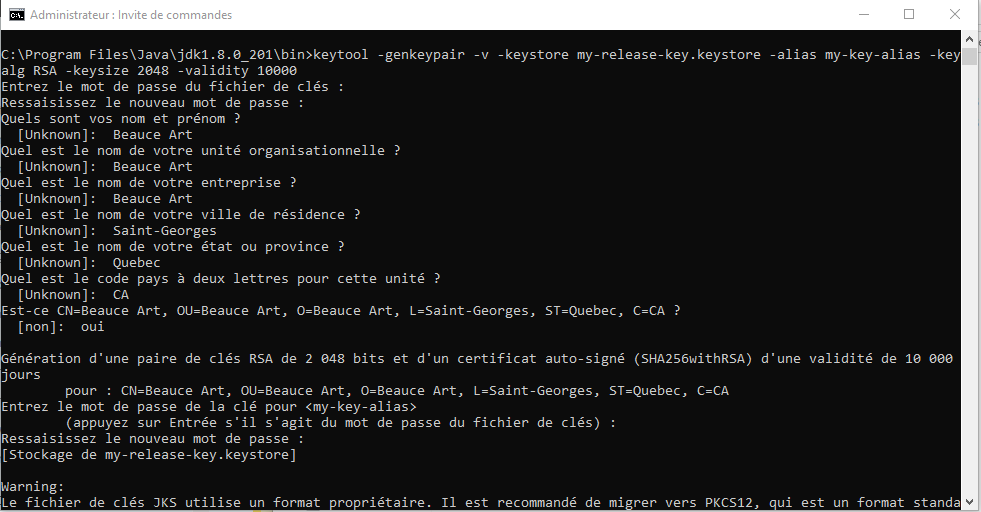 Administrateur : Invite de commandes
C:\Program Files\Java\jdk1.8.0_201\bin>keytool -genkeypair -v -keystore my-release-key.keystore -alias my-key-alias -key
alg RSA -keysize 2048 -validity 10000
Entrez le mot de passe du fichier de clés :
Ressaisissez le nouveau mot de passe :
Quels sont vos nom et prénom ?
[Unknown]: Beauce Art
Quel est le nom de votre unité organisationnelle ?
[Unknown]: Beauce Art
Quel est le nom de votre entreprise ?
[Unknown]: Beauce Art
Quel est le nom de votre ville de résidence ?
[Unknown]: Saint-Georges
Quel est le nom de votre état ou province ?
[Unknown]: Quebec
Quel est le code pays à deux lettres pour cette unité ?
[Unknown]: CA
Est-ce CN=Beauce Art, OU=Beauce Art, O=Beauce Art, L=Saint-Georges, ST=Quebec, C=CA ?
[non]: oui
Génération d'une paire de clés RSA de 2 048 bits et d'un certificat auto-signé (SHA256withRSA) d'une validité de 10 000
jours
pour : CN=Beauce Art, OU=Beauce Art, O=Beauce Art, L=Saint-Georges, ST=Quebec, C=CA
Entrez le mot de passe de la clé pour <my-key-alias>
(appuyez sur Entrée s'il s'agit du mot de passe du fichier de clés) :
Ressaisissez le nouveau mot de passe :
[Stockage de my-release-key.keystore]
Warning:
Le fichier de clés JKS utilise un format propriétaire. Il est recommandé de migrer vers PKCS12, qui est un format standa